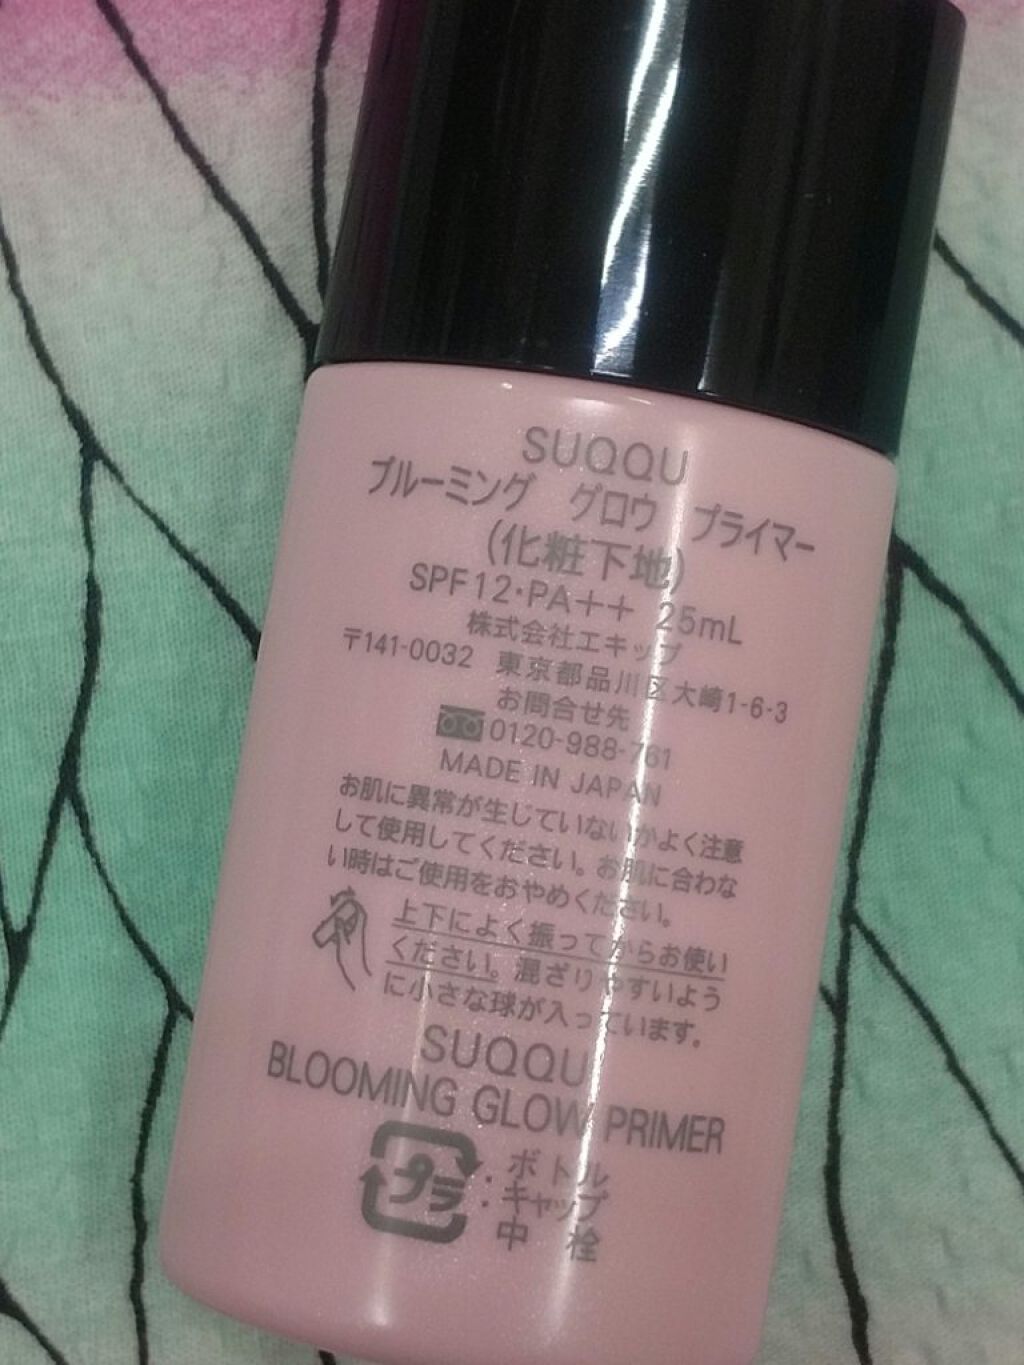 SUQQU
ブルーミング グロウ プライマー
(化粧下地)
SPF12・PA++ 25mL
株式会社エキップ
〒141-0032 東京都品川区大崎1-6-3
お問合せ先
0120-988-761
MADE IN JAPAN
お肌に異常が生じていないかよく注意
して使用してください。お肌に合わな
い時はご使用をおやめください。
上下によく振ってからお使い
ください。混ざりやすいよう
に小さな球が入っています。
SUQQU
BLOOMING GLOW PRIMER
プラ : ボトル
キャップ
中 栓